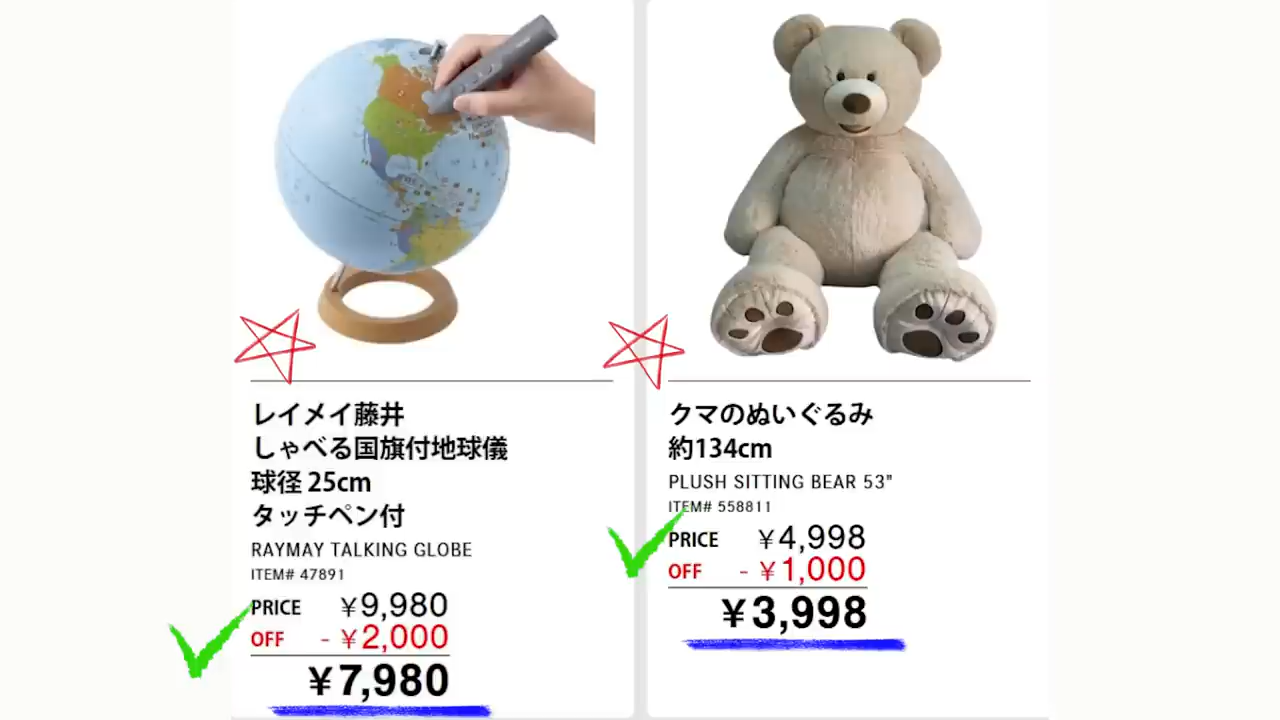 レイメイ藤井
しゃべる国旗付地球儀
球径 25cm
タッチペン付
RAYMAY TALKING GLOBE
ITEM# 47891
PRICE ¥9,980
OFF - ¥2,000
¥7,980
クマのぬいぐるみ
約134cm
PLUSH SITTING BEAR 53"
ITEM# 558811
PRICE ¥4,998
OFF - ¥1,000
¥3,998